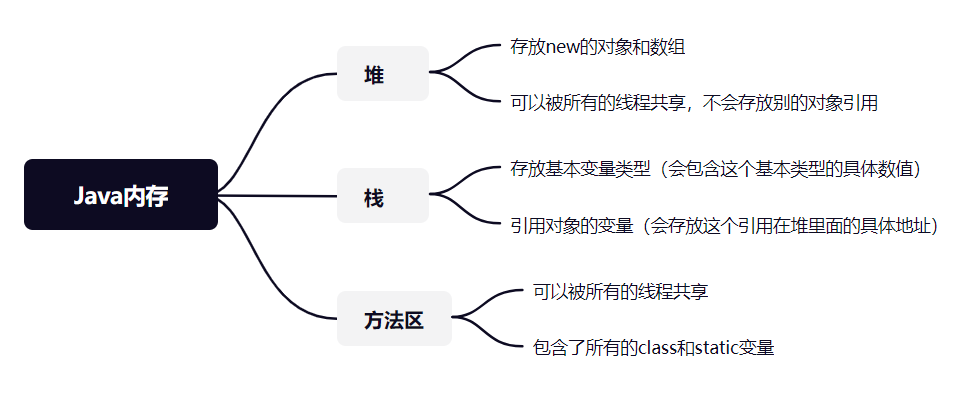 Java内存
堆
存放new的对象和数组
可以被所有的线程共享，不会存放别的对象引用
栈
存放基本变量类型（会包含这个基本类型的具体数值）
引用对象的变量（会存放这个引用在堆里面的具体地址）
方法区
可以被所有的线程共享
包含了所有的class和static变量